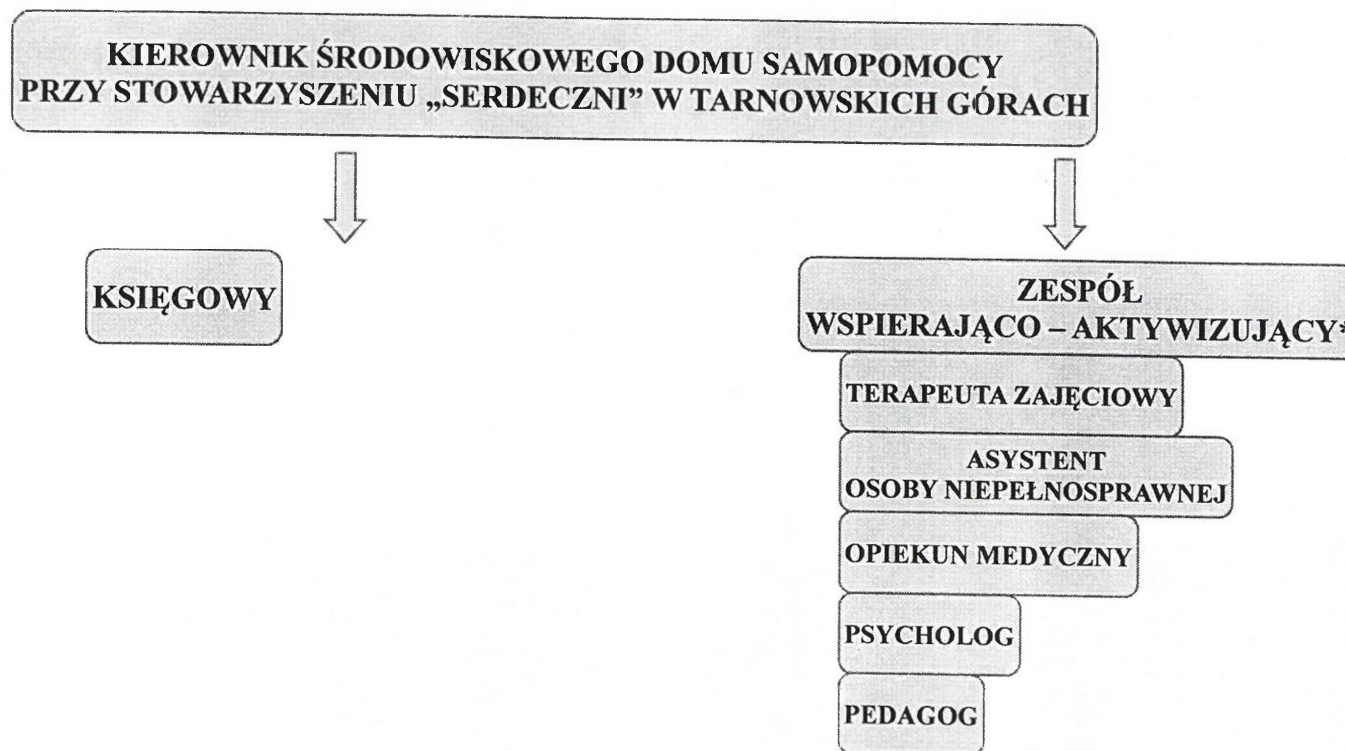 KIEROWNIK ŚRODOWISKOWEGO DOMU SAMOPOMOCY
PRZY STOWARZYSZENIU „SERDECZNI” W TARNOWSKICH GÓRACH
KSIĘGOWY
ZESPÓŁ
WSPIERAJĄCO – AKTYWIZUJĄCY*
TERAPEUTA ZAJĘCIOWY
ASYSTENT
OSOBY NIEPEŁNOSPRAWNEJ
OPIEKUN MEDYCZNY
PSYCHOLOG
PEDAGOG